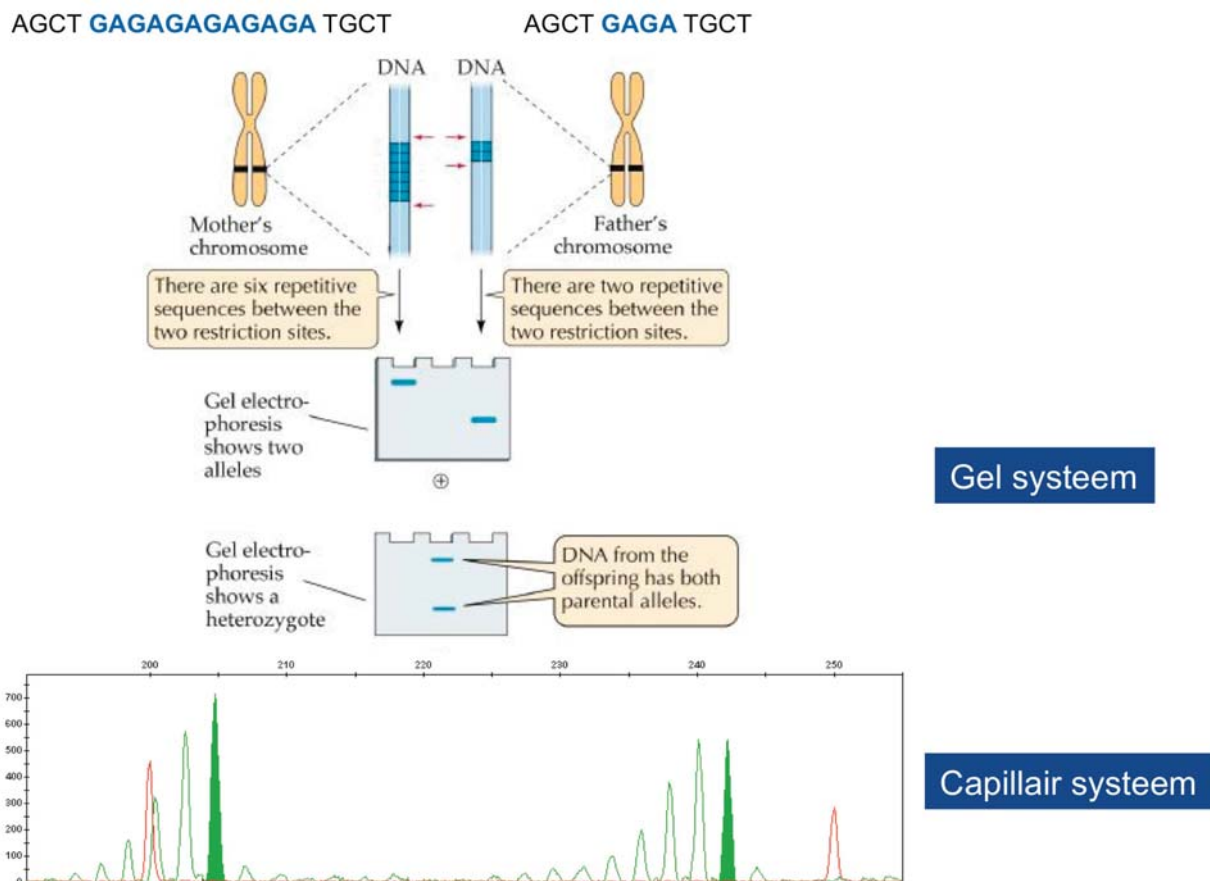 AGCT GAGAGAGAGAGA TGCT
AGCT GAGA TGCT
DNA
DNA
Mother's
chromosome
Father's
chromosome
There are six repetitive
sequences between the
two restriction sites.
There are two repetitive
sequences between the
two restriction sites.
Gel electro-
phoresis
shows two
alleles
⊕
Gel systeem
Gel electro-
phoresis
shows a
heterozygote
DNA from the
offspring has both
parental alleles.
200 210 220 230 240 250
700
600
500
400
300
200
100
0
Capillair systeem